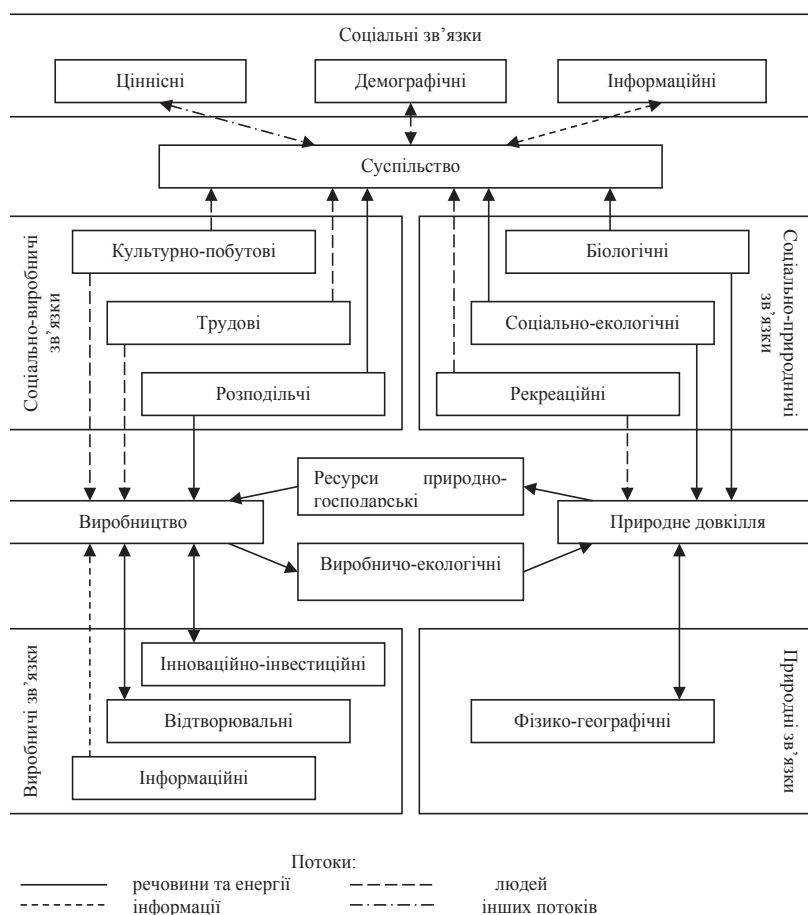 Соціальні зв’язки
Ціннісні
Демографічні
Інформаційні
Суспільство
Соціально-виробничі
зв’язки
Культурно-побутові
Трудові
Розподільчі
Біологічні
Соціально-екологічні
Рекреаційні
Соціально-природничі
зв’язки
Ресурси природно-
господарські
Виробництво
Природне довкілля
Виробничо-екологічні
Виробничі зв’язки
Інноваційно-інвестиційні
Відтворювальні
Інформаційні
Фізико-географічні
Природні зв’язки
Потоки:
речовини та енергії
людей
інформації
інших потоків